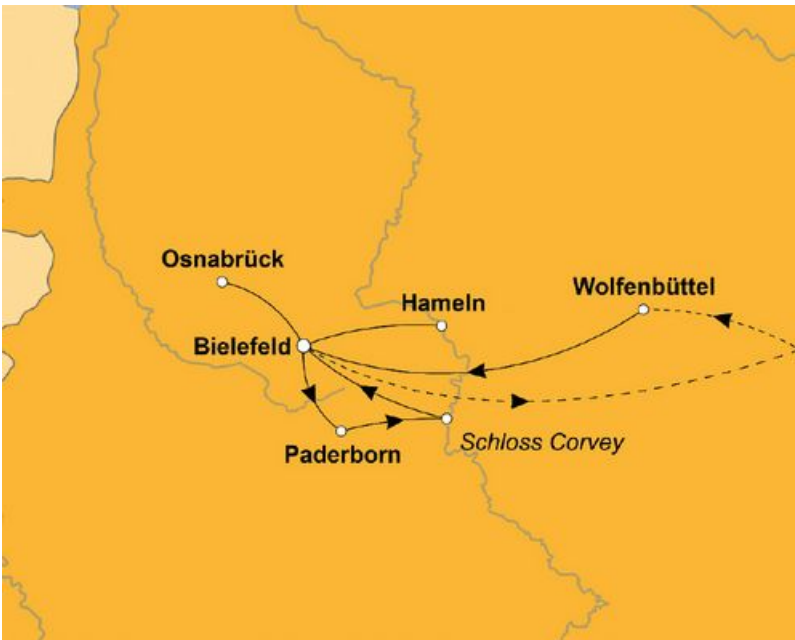 Osnabrück
Wolfenbüttel
Hameln
Bielefeld
Schloss Corvey
Paderborn